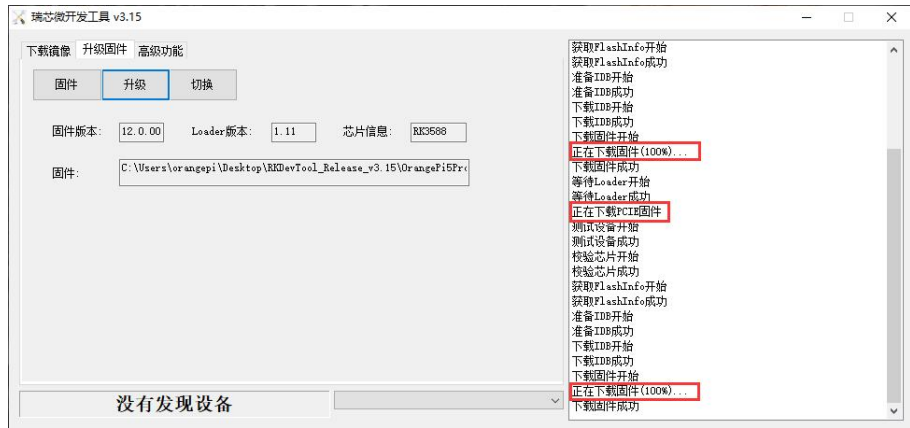 瑞芯微开发工具 v3.15
下载镜像 升级固件 高级功能
固件 升级 切换
固件版本: 12.0.00 Loader版本: 1.11 芯片信息: RK3588
固件: C:\Users\orangepi\Desktop\RKDevTool_Release_v3.15\OrangePi5Pr
没有发现设备
获取FlashInfo开始
获取FlashInfo成功
准备IDB开始
准备IDB成功
下载IDB开始
下载IDB成功
下载固件开始
正在下载固件(100%)...
下载固件成功
等待Loader开始
等待Loader成功
正在下载PCIE固件
测试设备开始
测试设备成功
校验芯片开始
校验芯片成功
获取FlashInfo开始
获取FlashInfo成功
准备IDB开始
准备IDB成功
下载IDB开始
下载IDB成功
下载固件开始
正在下载固件(100%)...
下载固件成功